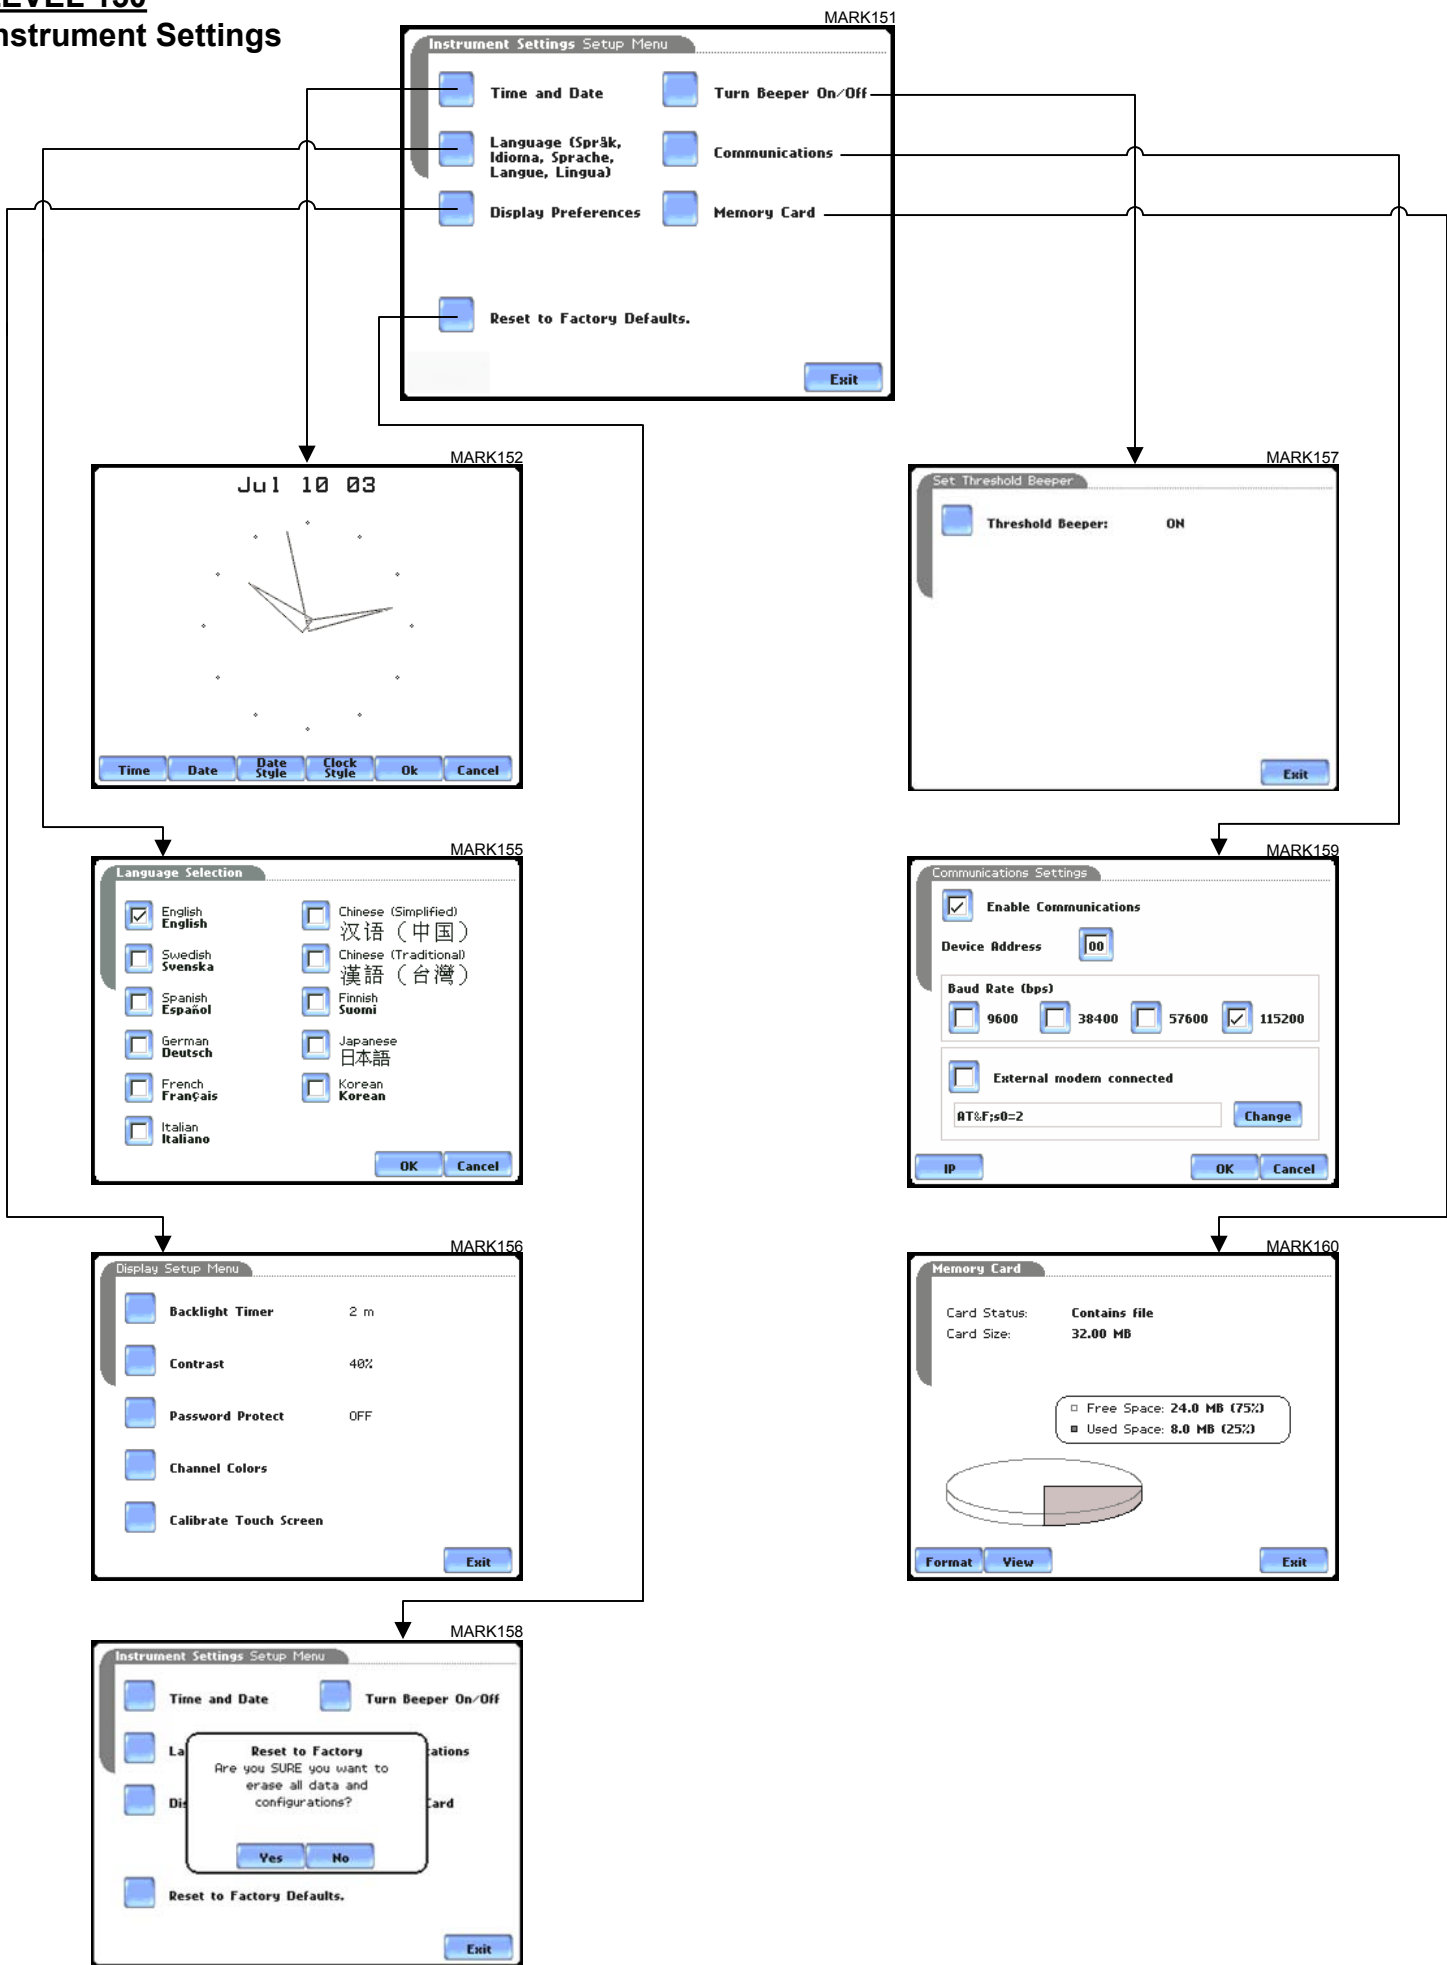 LEVEL 150
Instrument Settings
MARK151
Instrument Settings Setup Menu
Time and Date
Turn Beeper On/Off
Language (Språk,
Idioma, Sprache,
Langue, Lingua)
Communications
Display Preferences
Memory Card
Reset to Factory Defaults.
Exit
MARK152
Jul 10 03
Time
Date
Date
Style
Clock
Style
Ok
Cancel
MARK157
Set Threshold Beeper
Threshold Beeper: ON
Exit
MARK155
Language Selection
English
English
Swedish
Svenska
Spanish
Español
German
Deutsch
French
Français
Italian
Italiano
Chinese (Simplified)
汉语（中国）
Chinese (Traditional)
漢語（台灣）
Finnish
Suomi
Japanese
日本語
Korean
Korean
OK
Cancel
MARK159
Communications Settings
Enable Communications
Device Address 00
Baud Rate (bps)
9600 38400 57600 115200
External modem connected
AT&F;s0=2
Change
IP
OK
Cancel
MARK156
Display Setup Menu
Backlight Timer 2 m
Contrast 40%
Password Protect OFF
Channel Colors
Calibrate Touch Screen
Exit
MARK160
Memory Card
Card Status: Contains file
Card Size: 32.00 MB
Free Space: 24.0 MB (75%)
Used Space: 8.0 MB (25%)
Format
View
Exit
MARK158
Instrument Settings Setup Menu
Time and Date
Turn Beeper On/Off
La
cations
Dis
Card
Reset to Factory
Are you SURE you want to
erase all data and
configurations?
Yes
No
Reset to Factory Defaults.
Exit